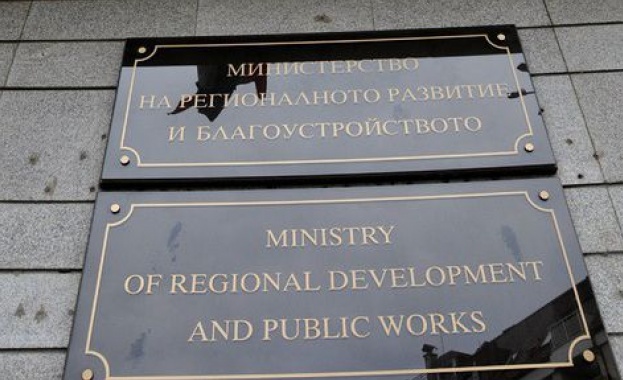 МИНИСТЕРСТВО
НА РЕГИОНАЛНОТО РАЗВИТИЕ
И БЛАГОУСТРОЙСТВОТО
MINISTRY
OF REGIONAL DEVELOPMENT
AND PUBLIC WORKS